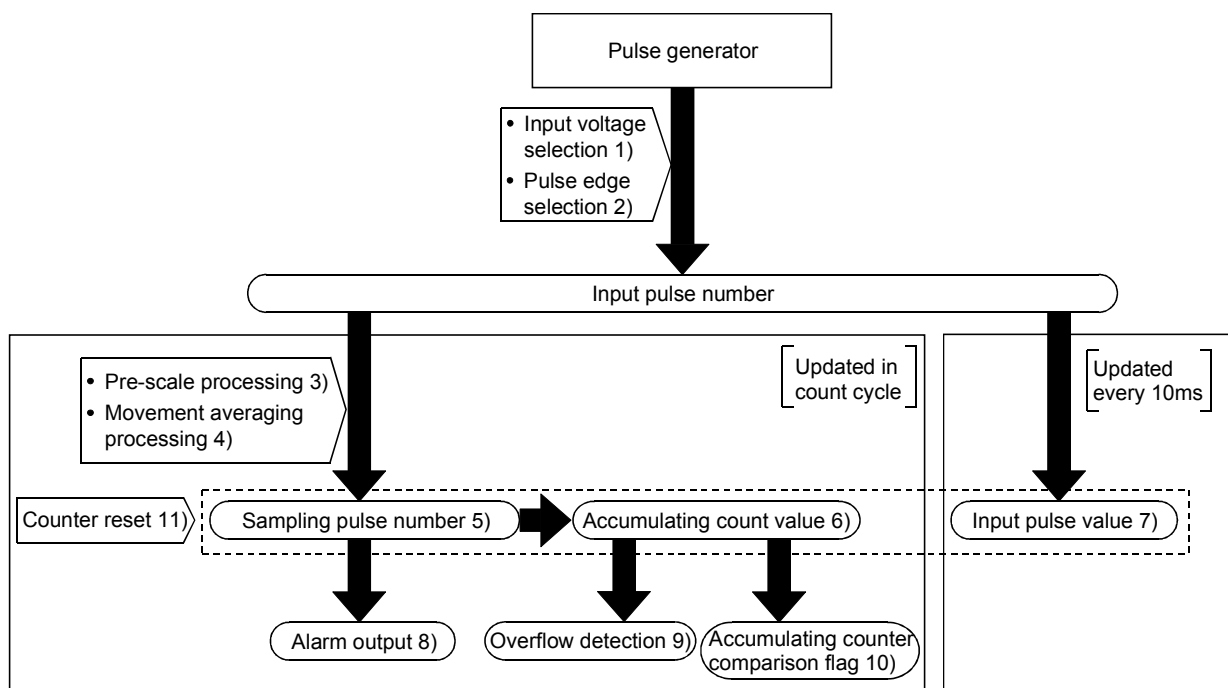 Pulse generator
• Input voltage
selection 1)
• Pulse edge
selection 2)
Input pulse number
• Pre-scale processing 3)
• Movement averaging
processing 4)
Updated in
count cycle
Updated
every 10ms
Counter reset 11)
Sampling pulse number 5)
Accumulating count value 6)
Input pulse value 7)
Alarm output 8)
Overflow detection 9)
Accumulating counter
comparison flag 10)